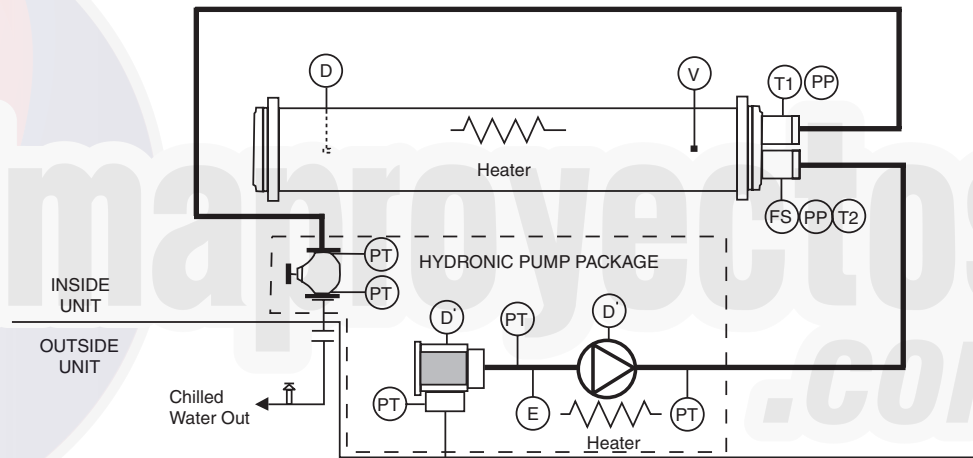 D
V
T1 PP
Heater
FS PP T2
PT
HYDRONIC PUMP PACKAGE
PT
INSIDE
UNIT
OUTSIDE
UNIT
D'
PT
D'
Chilled
Water Out
PT
E
PT
Heater
maproyectos
.com